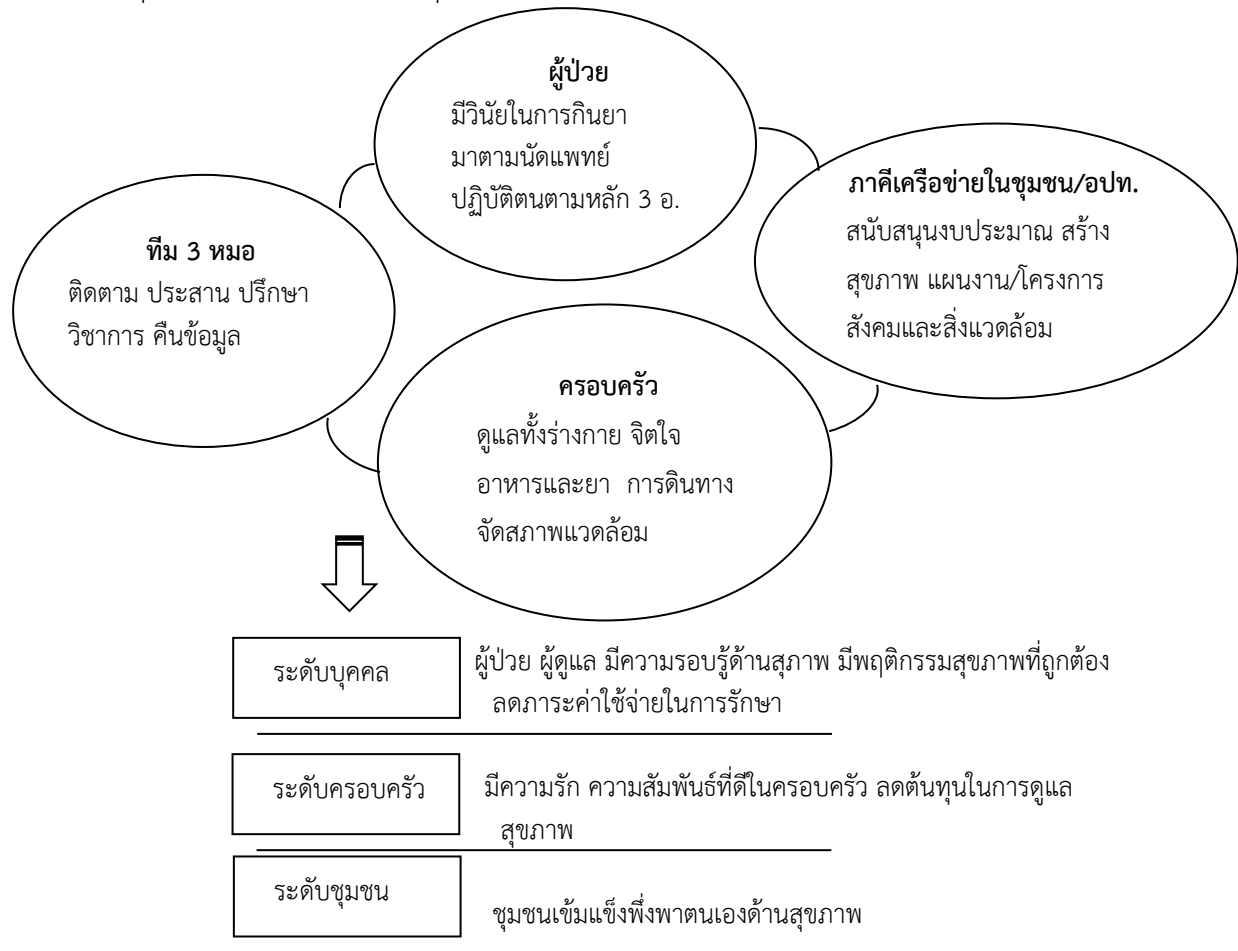 ผู้ป่วย
มีวินัยในการกินยา
มาตามนัดแพทย์
ปฏิบัติตนตามหลัก 3 อ.
ภาคีเครือข่ายในชุมชน/อปท.
สนับสนุนงบประมาณ สร้าง
สุขภาพ แผนงาน/โครงการ
สังคมและสิ่งแวดล้อม
ทีม 3 หมอ
ติดตาม ประสาน ปรึกษา
วิชาการ คืนข้อมูล
ครอบครัว
ดูแลทั้งร่างกาย จิตใจ
อาหารและยา การดินทาง
จัดสภาพแวดล้อม
ระดับบุคคล
ผู้ป่วย ผู้ดูแล มีความรอบรู้ด้านสุภาพ มีพฤติกรรมสุขภาพที่ถูกต้อง
ลดภาระค่าใช้จ่ายในการรักษา
ระดับครอบครัว
มีความรัก ความสัมพันธ์ที่ดีในครอบครัว ลดต้นทุนในการดูแล
สุขภาพ
ระดับชุมชน
ชุมชนเข้มแข็งพึ่งพาตนเองด้านสุขภาพ